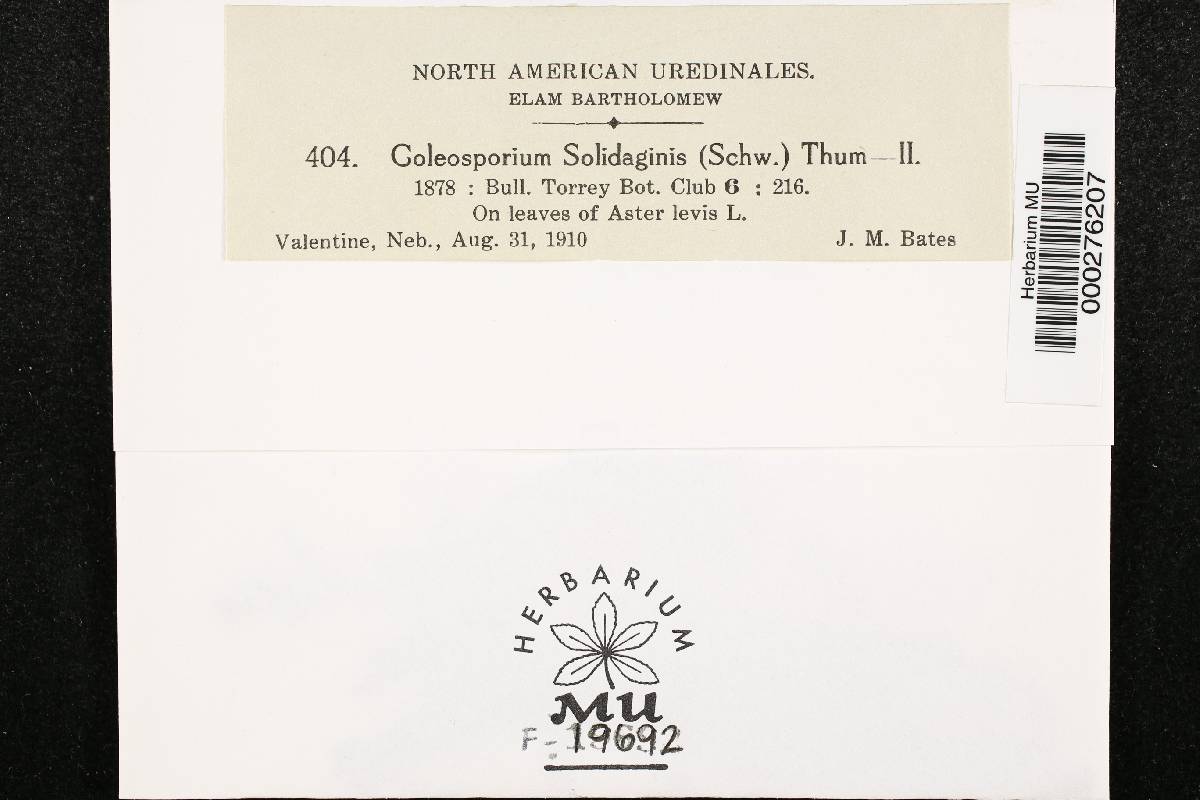 NORTH AMERICAN UREDINALES.
ELAM BARTHOLOMEW
404. Coleosporium Solidaginis (Schw.) Thum—II.
1878 : Bull. Torrey Bot. Club 6 : 216.
On leaves of Aster levis L.
Valentine, Neb., Aug. 31, 1910 J. M. Bates
Herbarium MU
000276207
HERBARIUM
MU
F-19692